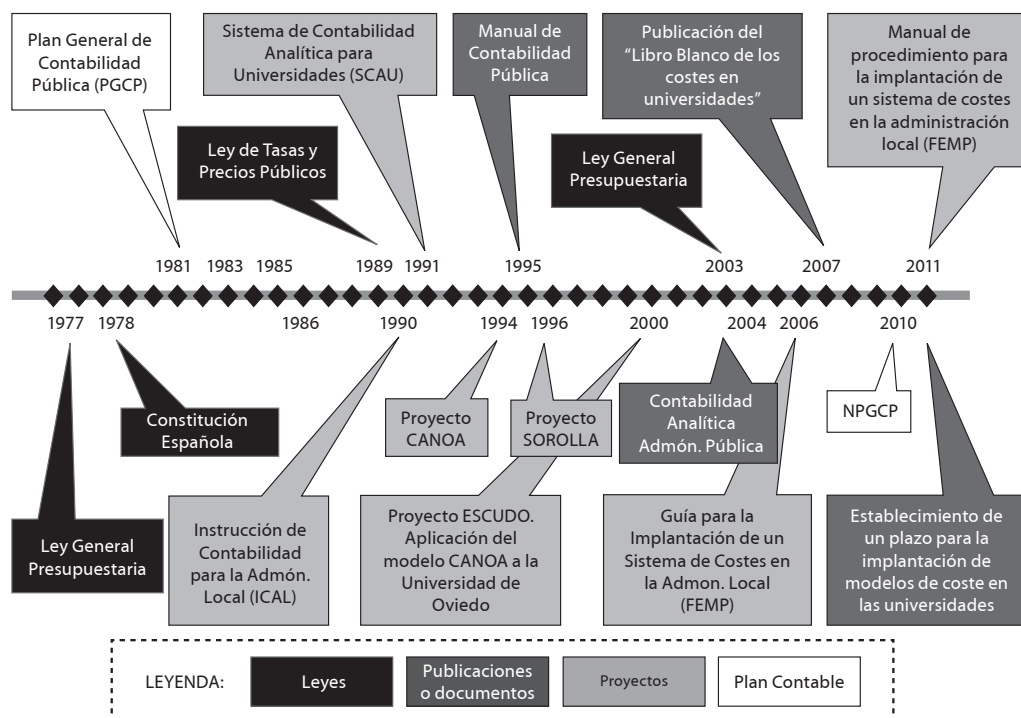 Plan General de
Contabilidad
Pública (PGCP)
Sistema de Contabilidad
Analítica para
Universidades (SCAU)
Manual de
Contabilidad
Pública
Publicación del
“Libro Blanco de los
costes en
universidades”
Manual de
procedimiento para
la implantación de
un sistema de costes
en la administración
local (FEMP)
Ley de Tasas y
Precios Públicos
Ley General
Presupuestaria
1981 1983 1985 1989 1991 1995 2003 2007 2011
1977 1978 1986 1990 1994 1996 2000 2004 2006 2010
Constitución
Española
Proyecto
CANOA
Proyecto
SOROLLA
Contabilidad
Analítica
Admón. Pública
NPGCP
Ley General
Presupuestaria
Instrucción de
Contabilidad
para la Admón.
Local (ICAL)
Proyecto ESCUDO.
Aplicación del
modelo CANOA a la
Universidad de
Oviedo
Guía para la
Implantación de un
Sistema de Costes en
la Admon. Local
(FEMP)
Establecimiento de
un plazo para la
implantación de
modelos de coste en
las universidades
LEYENDA:
Leyes
Publicaciones
o documentos
Proyectos
Plan Contable